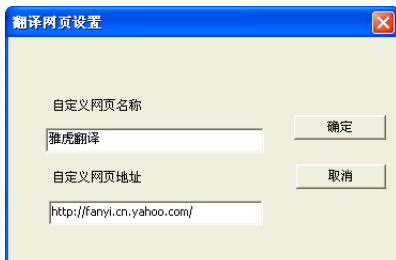 翻译网页设置
自定义网页名称
确定
雅虎翻译
自定义网页地址
取消
http://fanyi.cn.yahoo.com/